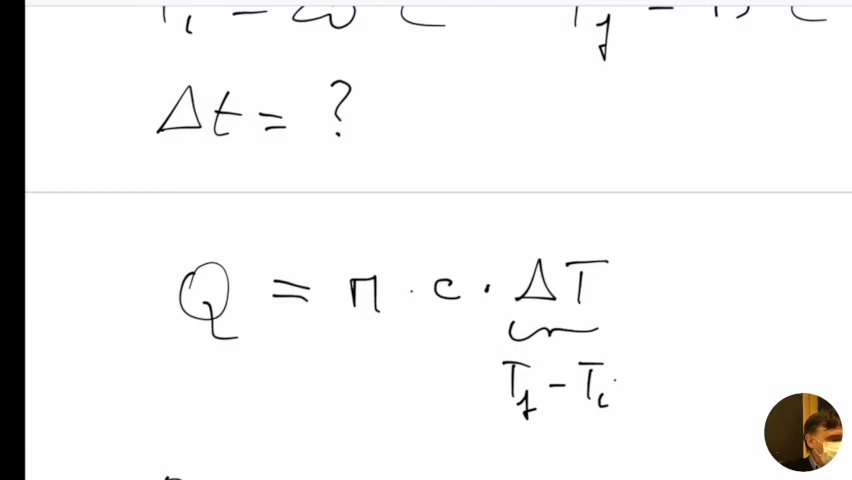 Δt = ?
Q = m · c · ΔT
T_f - T_i